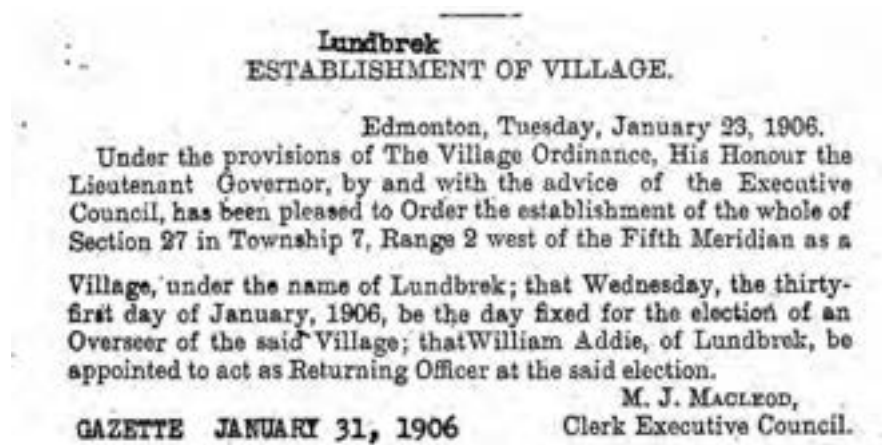 Lundbrek
ESTABLISHMENT OF VILLAGE.
Edmonton, Tuesday, January 23, 1906.
Under the provisions of The Village Ordinance, His Honour the
Lieutenant Governor, by and with the advice of the Executive
Council, has been pleased to Order the establishment of the whole of
Section 27 in Township 7, Range 2 west of the Fifth Meridian as a
Village, under the name of Lundbrek; that Wednesday, the thirty-
first day of January, 1906, be the day fixed for the election of an
Overseer of the said Village; thatWilliam Addie, of Lundbrek, be
appointed to act as Returning Officer at the said election.
M. J. MACLEOD,
GAZETTE JANUARY 31, 1906 Clerk Executive Council.